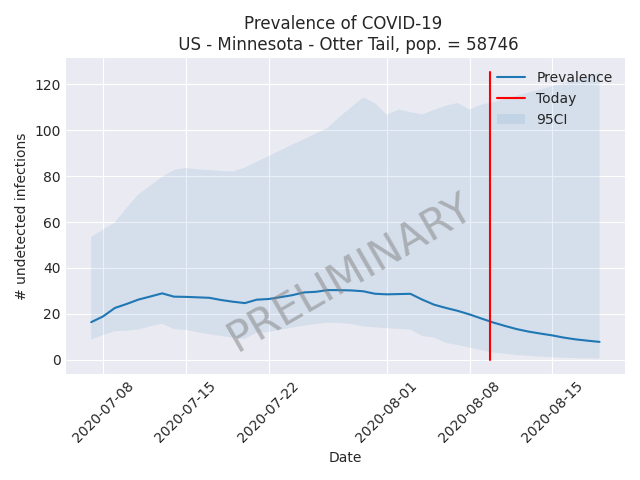 Prevalence of COVID-19
US - Minnesota - Otter Tail, pop. = 58746
120
100
80
60
40
20
0
# undetected infections
Prevalence
Today
95CI
PRELIMINARY
2020-07-08
2020-07-15
2020-07-22
2020-08-01
2020-08-08
2020-08-15
Date